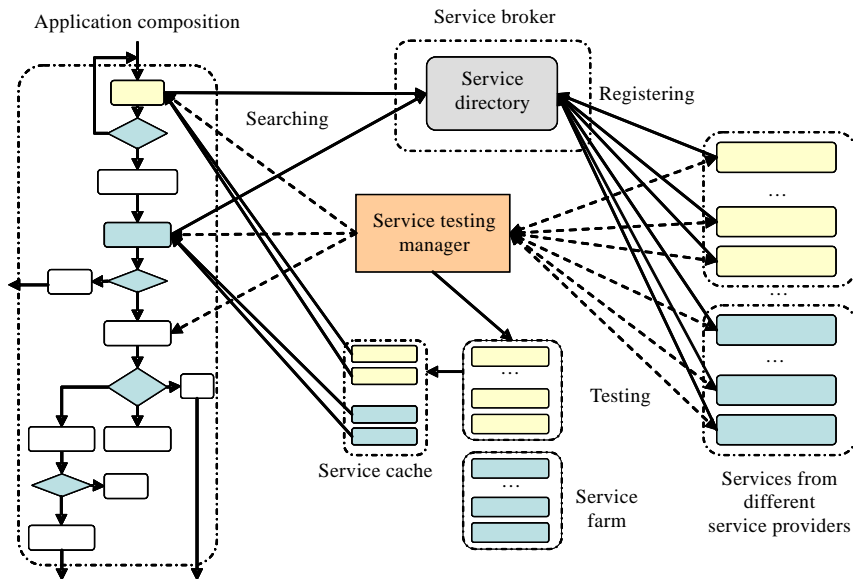 Service broker
Application composition
Service
directory
Registering
Searching
...
Service testing
manager
...
...
...
Testing
Service cache
...
Service
farm
Services from
different
service providers